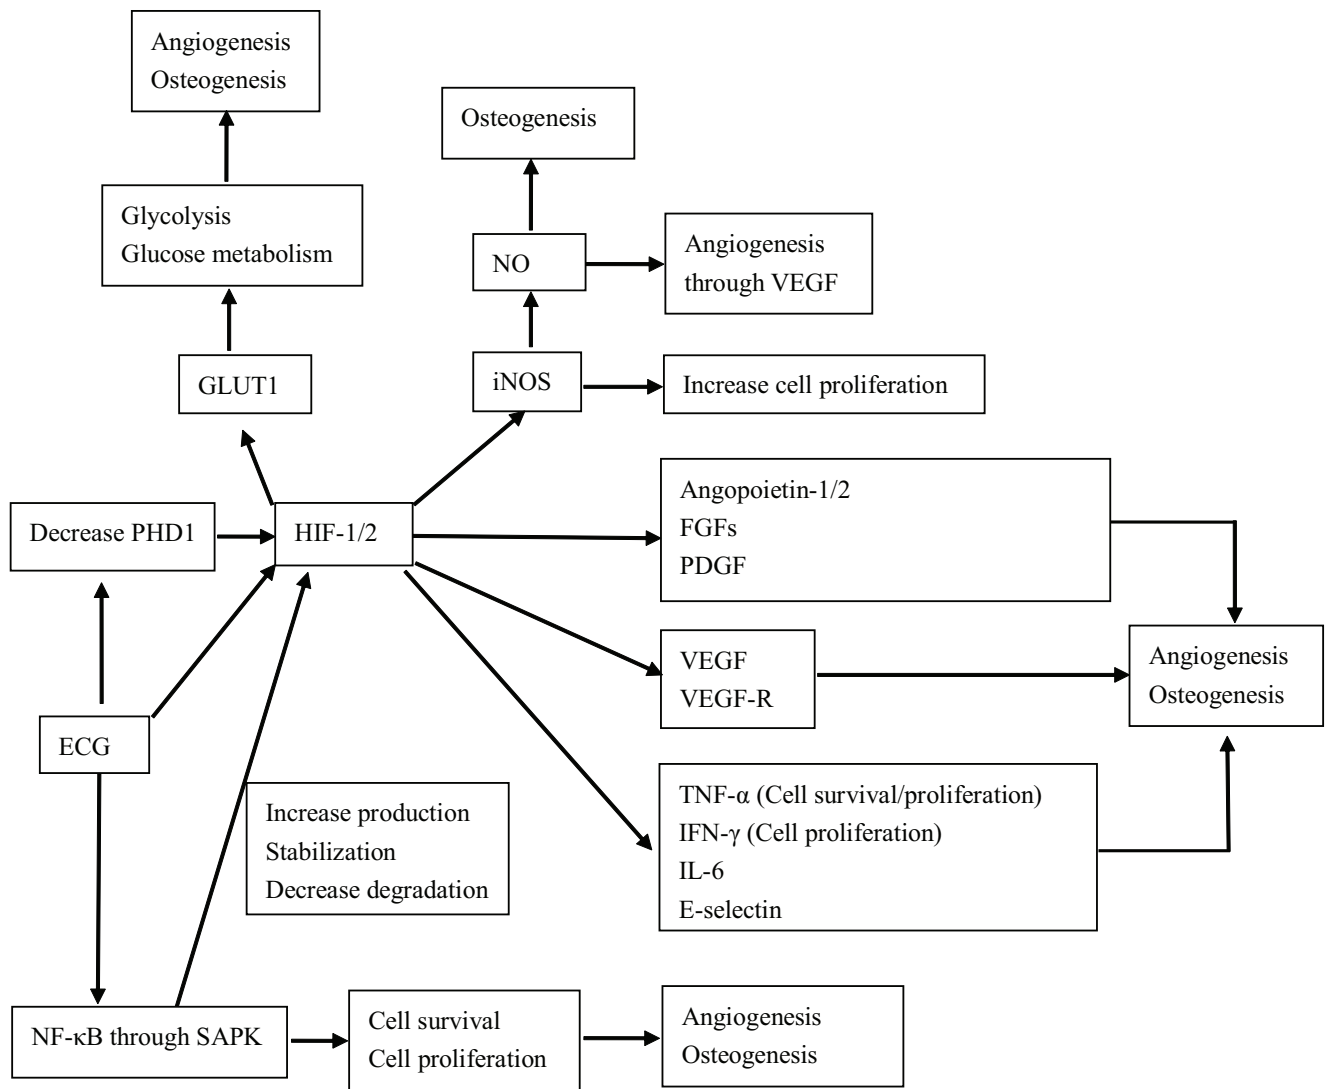 Angiogenesis
Osteogenesis
Osteogenesis
Glycolysis
Glucose metabolism
NO
Angiogenesis
through VEGF
GLUT1
iNOS
Increase cell proliferation
Decrease PHD1
HIF-1/2
Angopoietin-1/2
FGFs
PDGF
VEGF
VEGF-R
Angiogenesis
Osteogenesis
ECG
Increase production
Stabilization
Decrease degradation
TNF-α (Cell survival/proliferation)
IFN-γ (Cell proliferation)
IL-6
E-selectin
NF-κB through SAPK
Cell survival
Cell proliferation
Angiogenesis
Osteogenesis